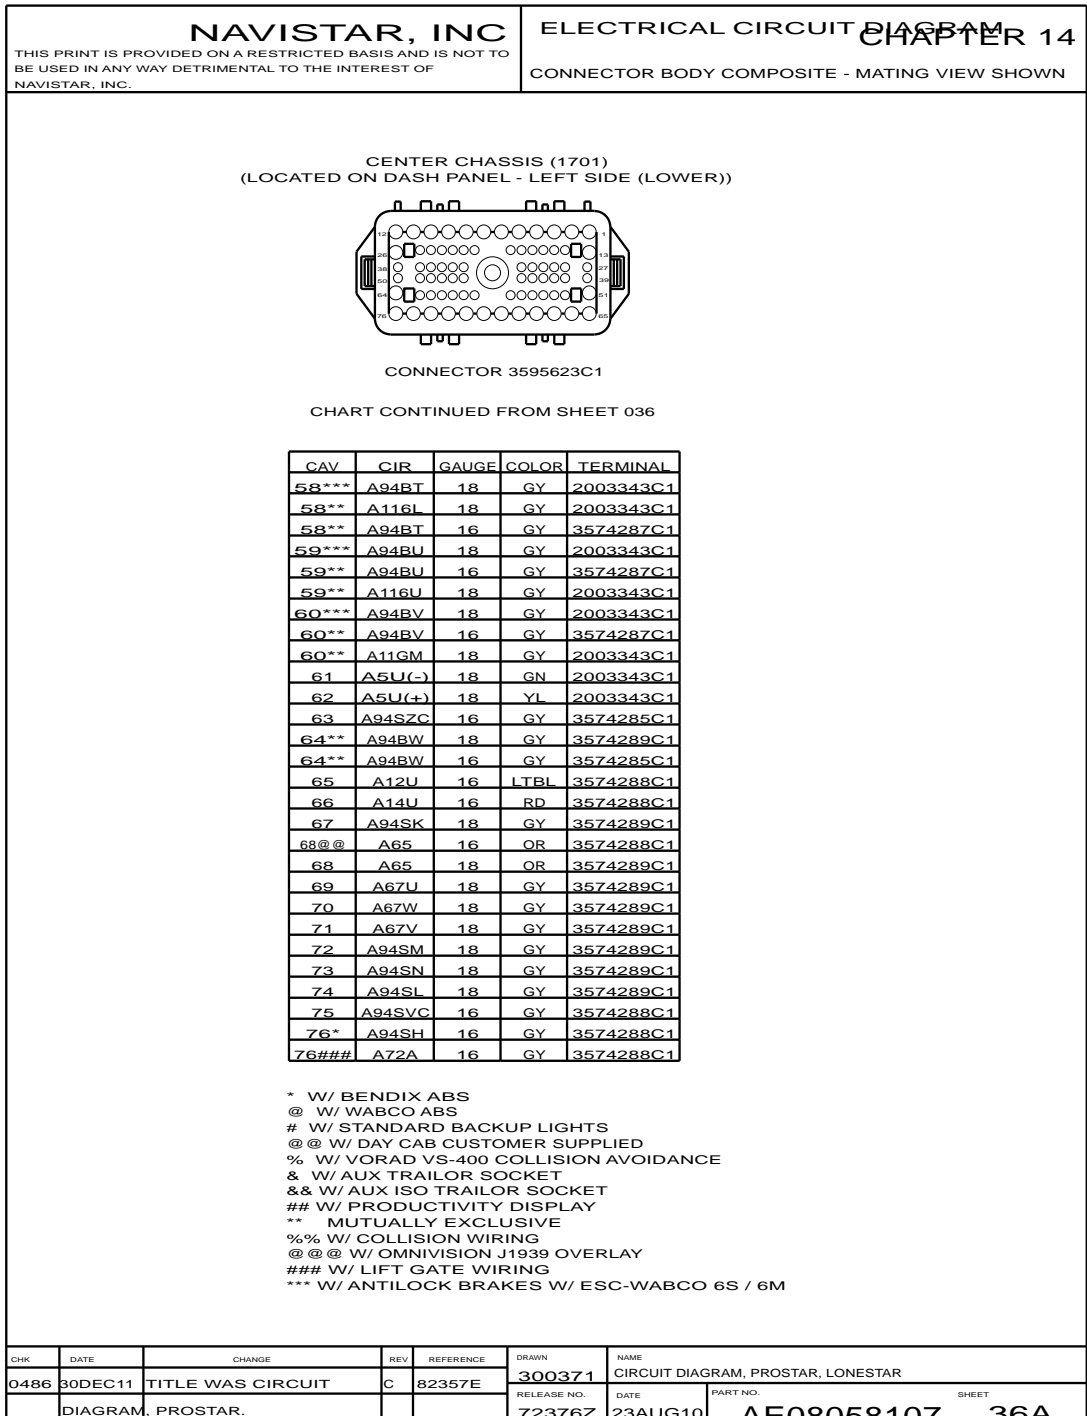 NAVISTAR, INC
THIS PRINT IS PROVIDED ON A RESTRICTED BASIS AND IS NOT TO
BE USED IN ANY WAY DETRIMENTAL TO THE INTEREST OF
NAVISTAR, INC.
ELECTRICAL CIRCUIT DIAGRAM
CHAPTER 14
CONNECTOR BODY COMPOSITE - MATING VIEW SHOWN
CENTER CHASSIS (1701)
(LOCATED ON DASH PANEL - LEFT SIDE (LOWER))
12 1
26 13
38 27
50 39
64 51
76 65
CONNECTOR 3595623C1
CHART CONTINUED FROM SHEET 036
CAV CIR GAUGE COLOR TERMINAL
58*** A94BT 18 GY 2003343C1
58** A116L 18 GY 2003343C1
58** A94BT 16 GY 3574287C1
59*** A94BU 18 GY 2003343C1
59** A94BU 16 GY 3574287C1
59** A116U 18 GY 2003343C1
60*** A94BV 18 GY 2003343C1
60** A94BV 16 GY 3574287C1
60** A11GM 18 GY 2003343C1
61 A5U(-) 18 GN 2003343C1
62 A5U(+) 18 YL 2003343C1
63 A94SZC 16 GY 3574285C1
64** A94BW 18 GY 3574289C1
64** A94BW 16 GY 3574285C1
65 A12U 16 LTBL 3574288C1
66 A14U 16 RD 3574288C1
67 A94SK 18 GY 3574289C1
68@@ A65 16 OR 3574288C1
68 A65 18 OR 3574289C1
69 A67U 18 GY 3574289C1
70 A67W 18 GY 3574289C1
71 A67V 18 GY 3574289C1
72 A94SM 18 GY 3574289C1
73 A94SN 18 GY 3574289C1
74 A94SL 18 GY 3574289C1
75 A94SVC 16 GY 3574288C1
76* A94SH 16 GY 3574288C1
76### A72A 16 GY 3574288C1
* W/ BENDIX ABS
@ W/ WABCO ABS
# W/ STANDARD BACKUP LIGHTS
@@ W/ DAY CAB CUSTOMER SUPPLIED
% W/ VORAD VS-400 COLLISION AVOIDANCE
& W/ AUX TRAILOR SOCKET
&& W/ AUX ISO TRAILOR SOCKET
## W/ PRODUCTIVITY DISPLAY
** MUTUALLY EXCLUSIVE
%% W/ COLLISION WIRING
@@@ W/ OMNIVISION J1939 OVERLAY
### W/ LIFT GATE WIRING
*** W/ ANTILOCK BRAKES W/ ESC-WABCO 6S / 6M
CHK DATE CHANGE REV REFERENCE DRAWN NAME
0486 30DEC11 TITLE WAS CIRCUIT C 82357E 300371 CIRCUIT DIAGRAM, PROSTAR, LONESTAR
RELEASE NO. DATE PART NO. SHEET
DIAGRAM, PROSTAR, 72376Z 23AUG10 AE08058107 36A